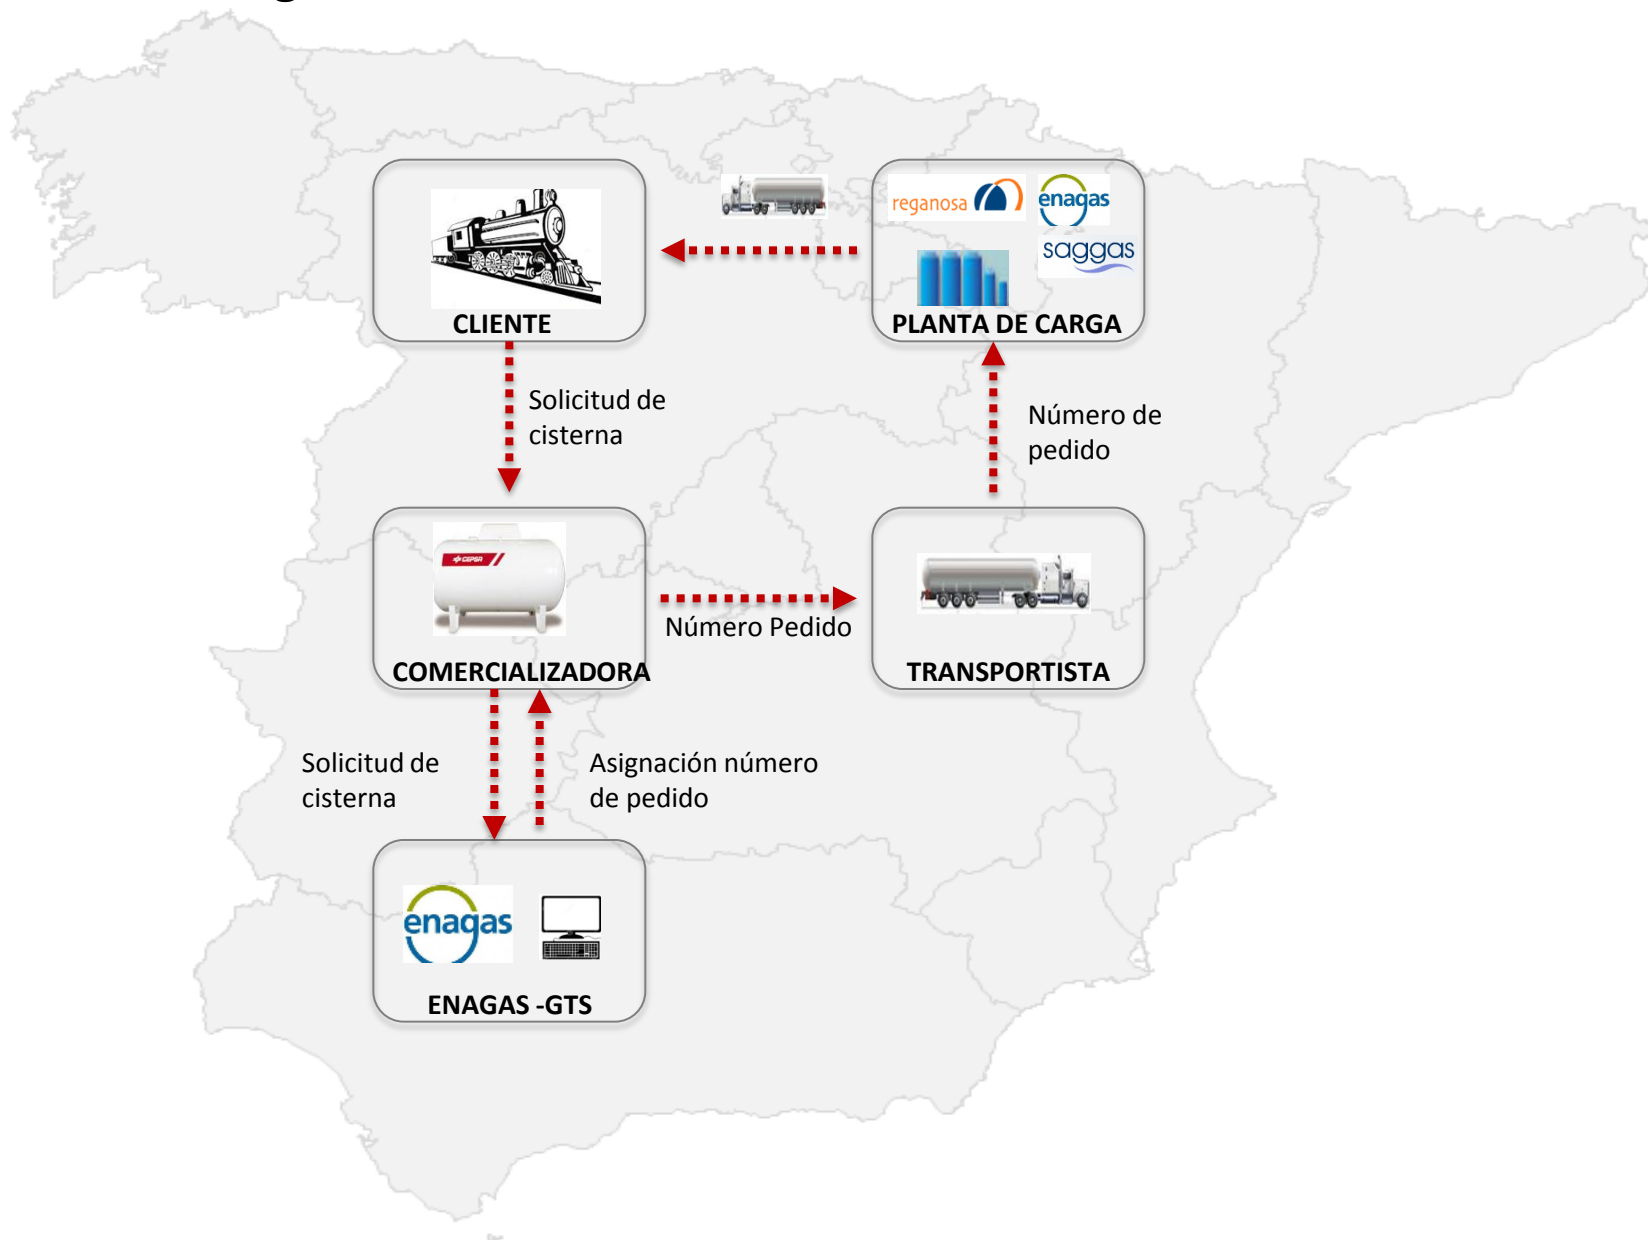 reganosa
enagas
saggas
CLIENTE
PLANTA DE CARGA
Solicitud de
cisterna
Número de
pedido
CEPSA
Número Pedido
COMERCIALIZADORA
TRANSPORTISTA
Solicitud de
cisterna
Asignación número
de pedido
enagas
ENAGAS -GTS